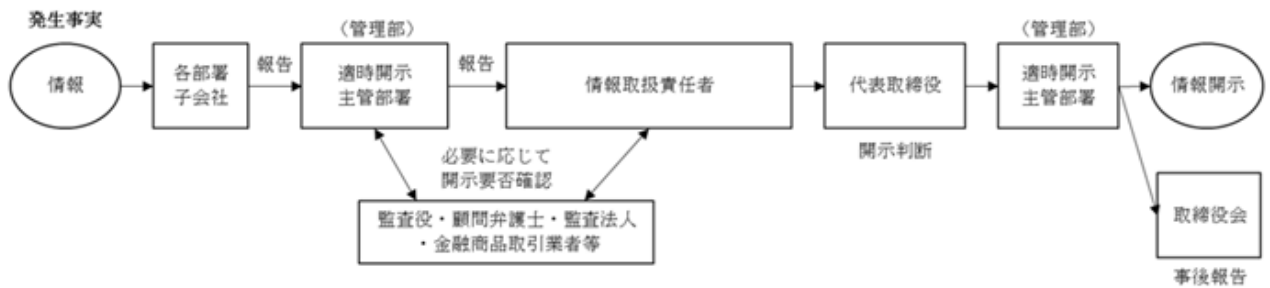 発生事実
情報
各部署
子会社
報告
（管理部）
適時開示
主管部署
報告
情報取扱責任者
代表取締役
開示判断
（管理部）
適時開示
主管部署
情報開示
必要に応じて
開示要否確認
監査役・顧問弁護士・監査法人
・金融商品取引業者等
取締役会
事後報告